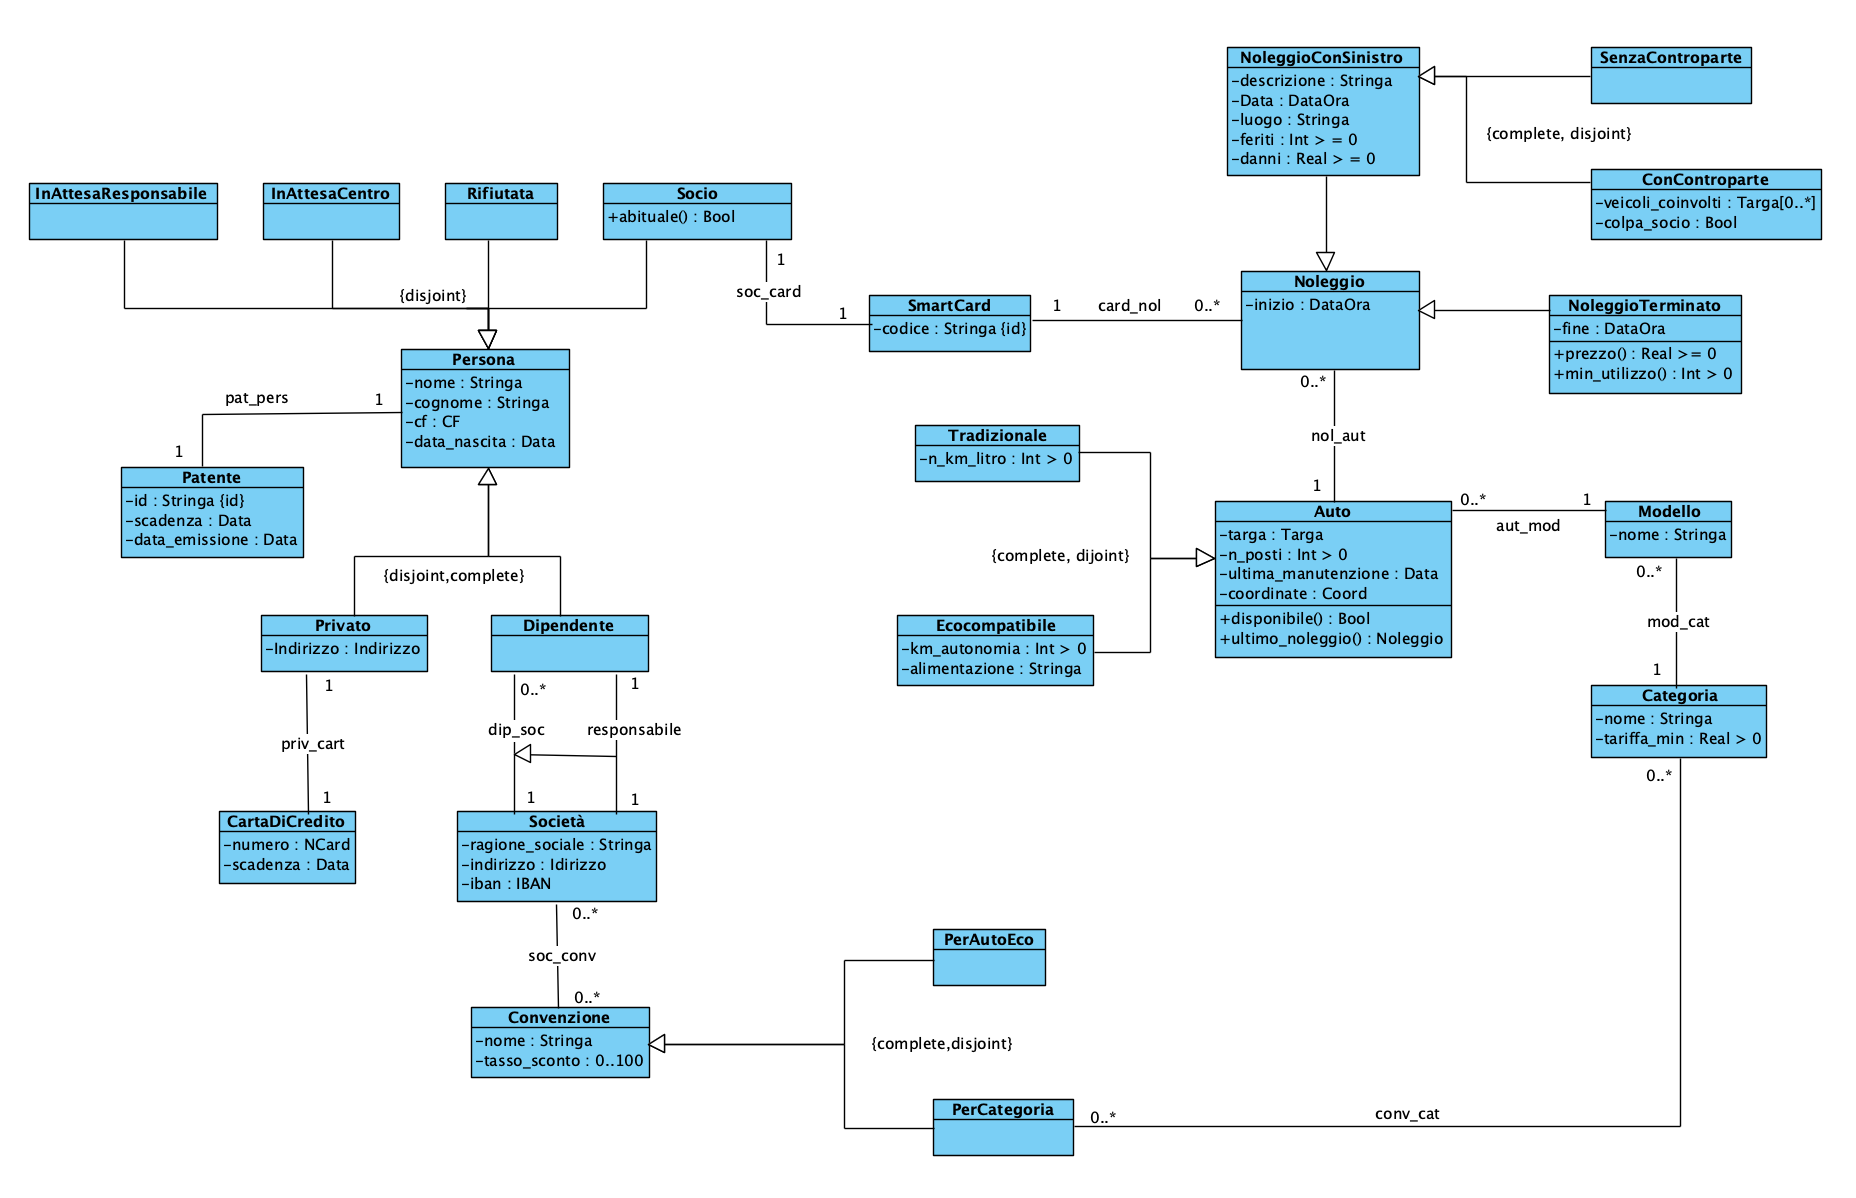 NoleggioConSinistro
-descrizione : Stringa
-Data : DataOra
-luogo : Stringa
-feriti : Int > = 0
-danni : Real > = 0
SenzaControparte
{complete, disjoint}
ConControparte
-veicoli_coinvolti : Targa[0..*]
-colpa_socio : Bool
InAttesaResponsabile
InAttesaCentro
Rifiutata
Socio
+abituale() : Bool
{disjoint}
1
soc_card
1
SmartCard
-codice : Stringa {id}
1
card_nol
0..*
Noleggio
-inizio : DataOra
NoleggioTerminato
-fine : DataOra
+prezzo() : Real >= 0
+min_utilizzo() : Int > 0
Persona
-nome : Stringa
-cognome : Stringa
-cf : CF
-data_nascita : Data
pat_pers
1
1
Patente
-id : Stringa {id}
-scadenza : Data
-data_emissione : Data
0..*
nol_aut
1
Tradizionale
-n_km_litro : Int > 0
{complete, dijoint}
Ecocompatibile
-km_autonomia : Int > 0
-alimentazione : Stringa
Auto
-targa : Targa
-n_posti : Int > 0
-ultima_manutenzione : Data
-coordinate : Coord
+disponibile() : Bool
+ultimo_noleggio() : Noleggio
0..*
1
aut_mod
Modello
-nome : Stringa
0..*
mod_cat
1
Categoria
-nome : Stringa
-tariffa_min : Real > 0
0..*
{disjoint,complete}
Privato
-Indirizzo : Indirizzo
Dipendente
1
priv_cart
1
CartaDiCredito
-numero : NCard
-scadenza : Data
0..*
1
dip_soc
responsabile
1
1
Società
-ragione_sociale : Stringa
-indirizzo : Idirizzo
-iban : IBAN
0..*
soc_conv
0..*
Convenzione
-nome : Stringa
-tasso_sconto : 0..100
PerAutoEco
{complete,disjoint}
PerCategoria
0..*
conv_cat